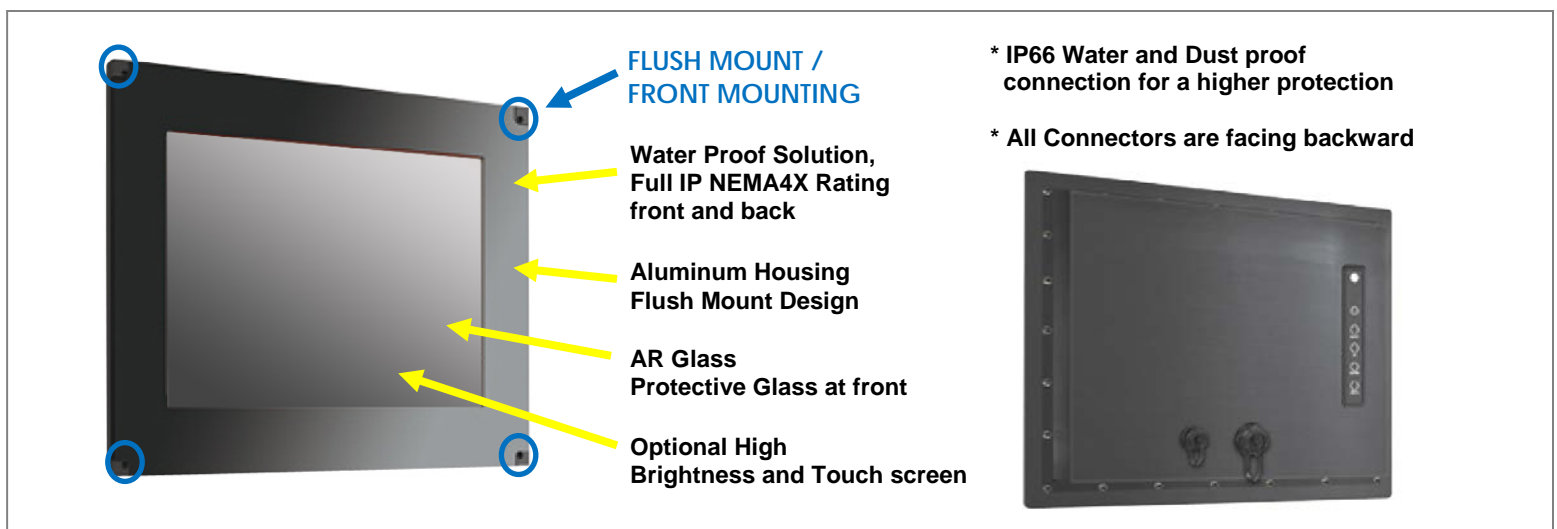 FLUSH MOUNT /
FRONT MOUNTING
Water Proof Solution,
Full IP NEMA4X Rating
front and back
Aluminum Housing
Flush Mount Design
AR Glass
Protective Glass at front
Optional High
Brightness and Touch screen
* IP66 Water and Dust proof
connection for a higher protection
* All Connectors are facing backward